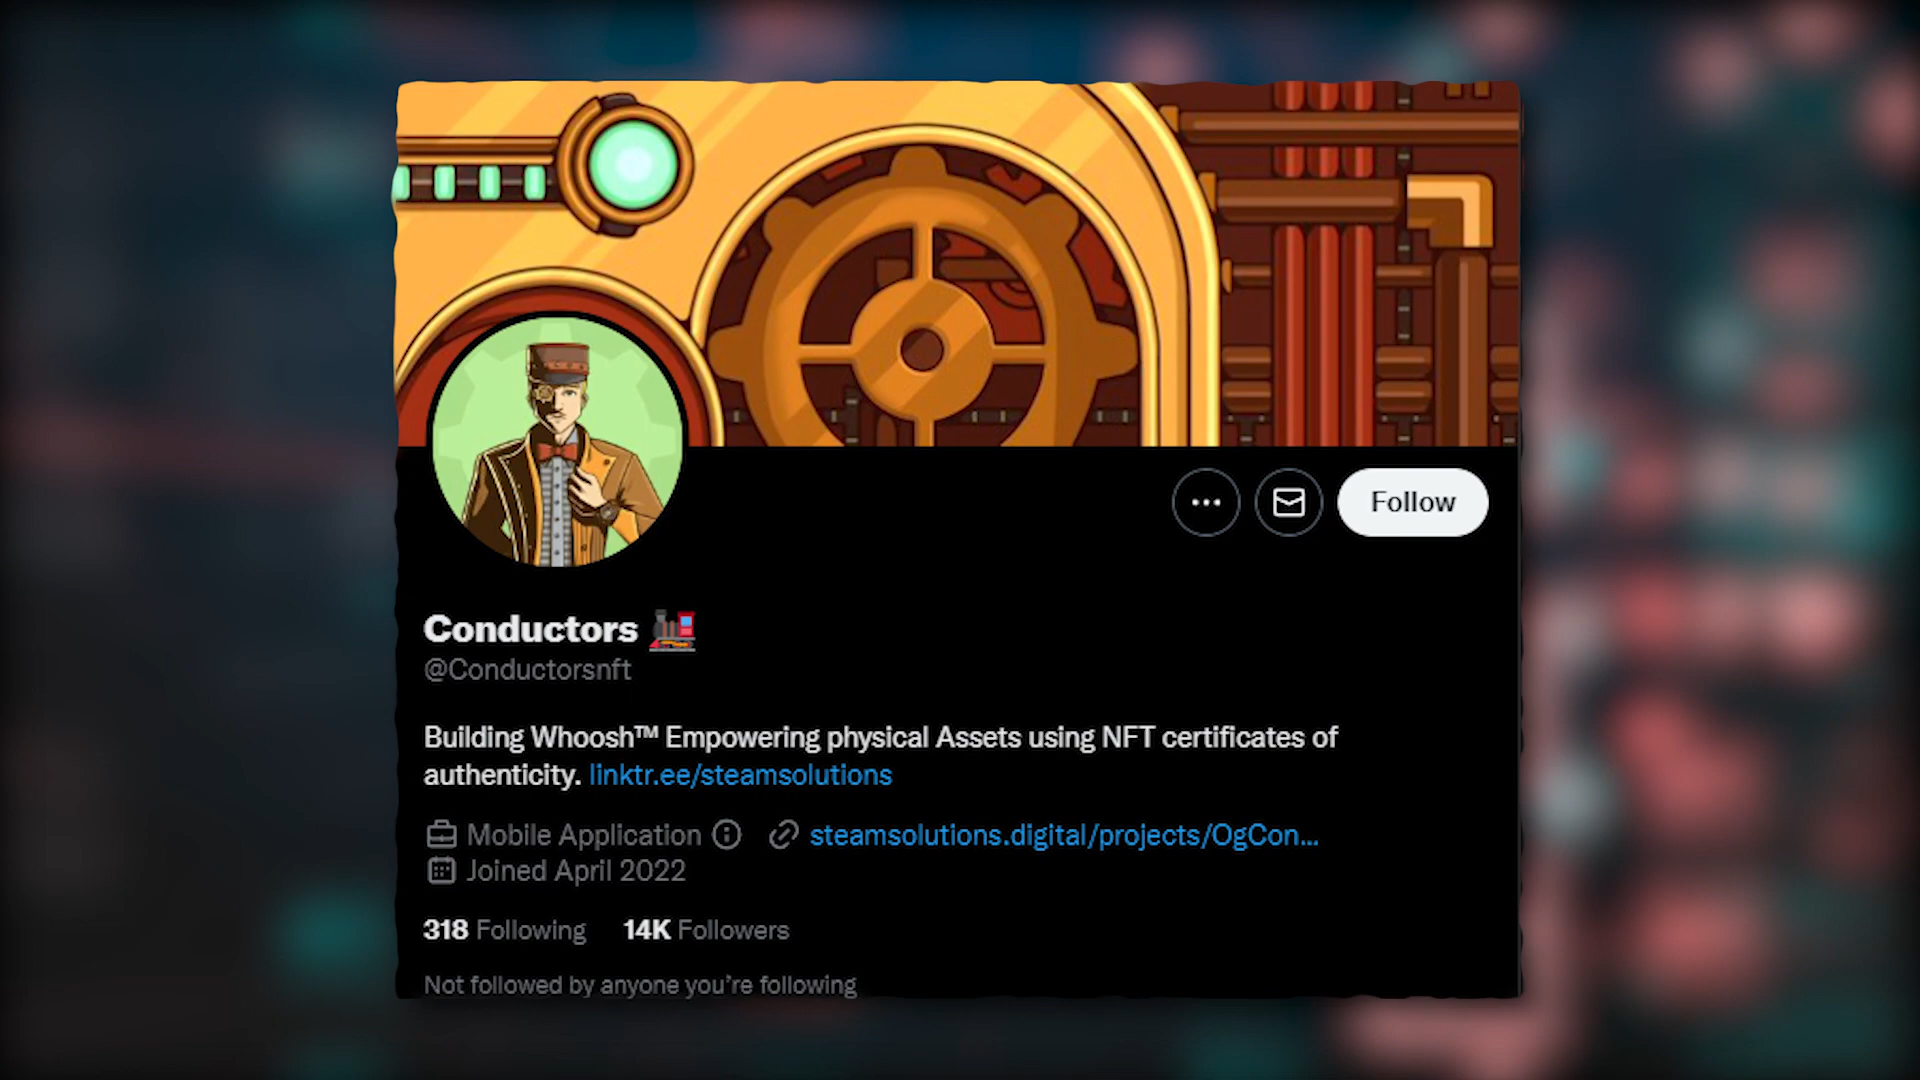 Follow
Conductors 🚂
@Conductorsnft
Building Whoosh™ Empowering physical Assets using NFT certificates of
authenticity. linktr.ee/steamsolutions
Mobile Application steamsolutions.digital/projects/OgCon...
Joined April 2022
318 Following 14K Followers
Not followed by anyone you're following